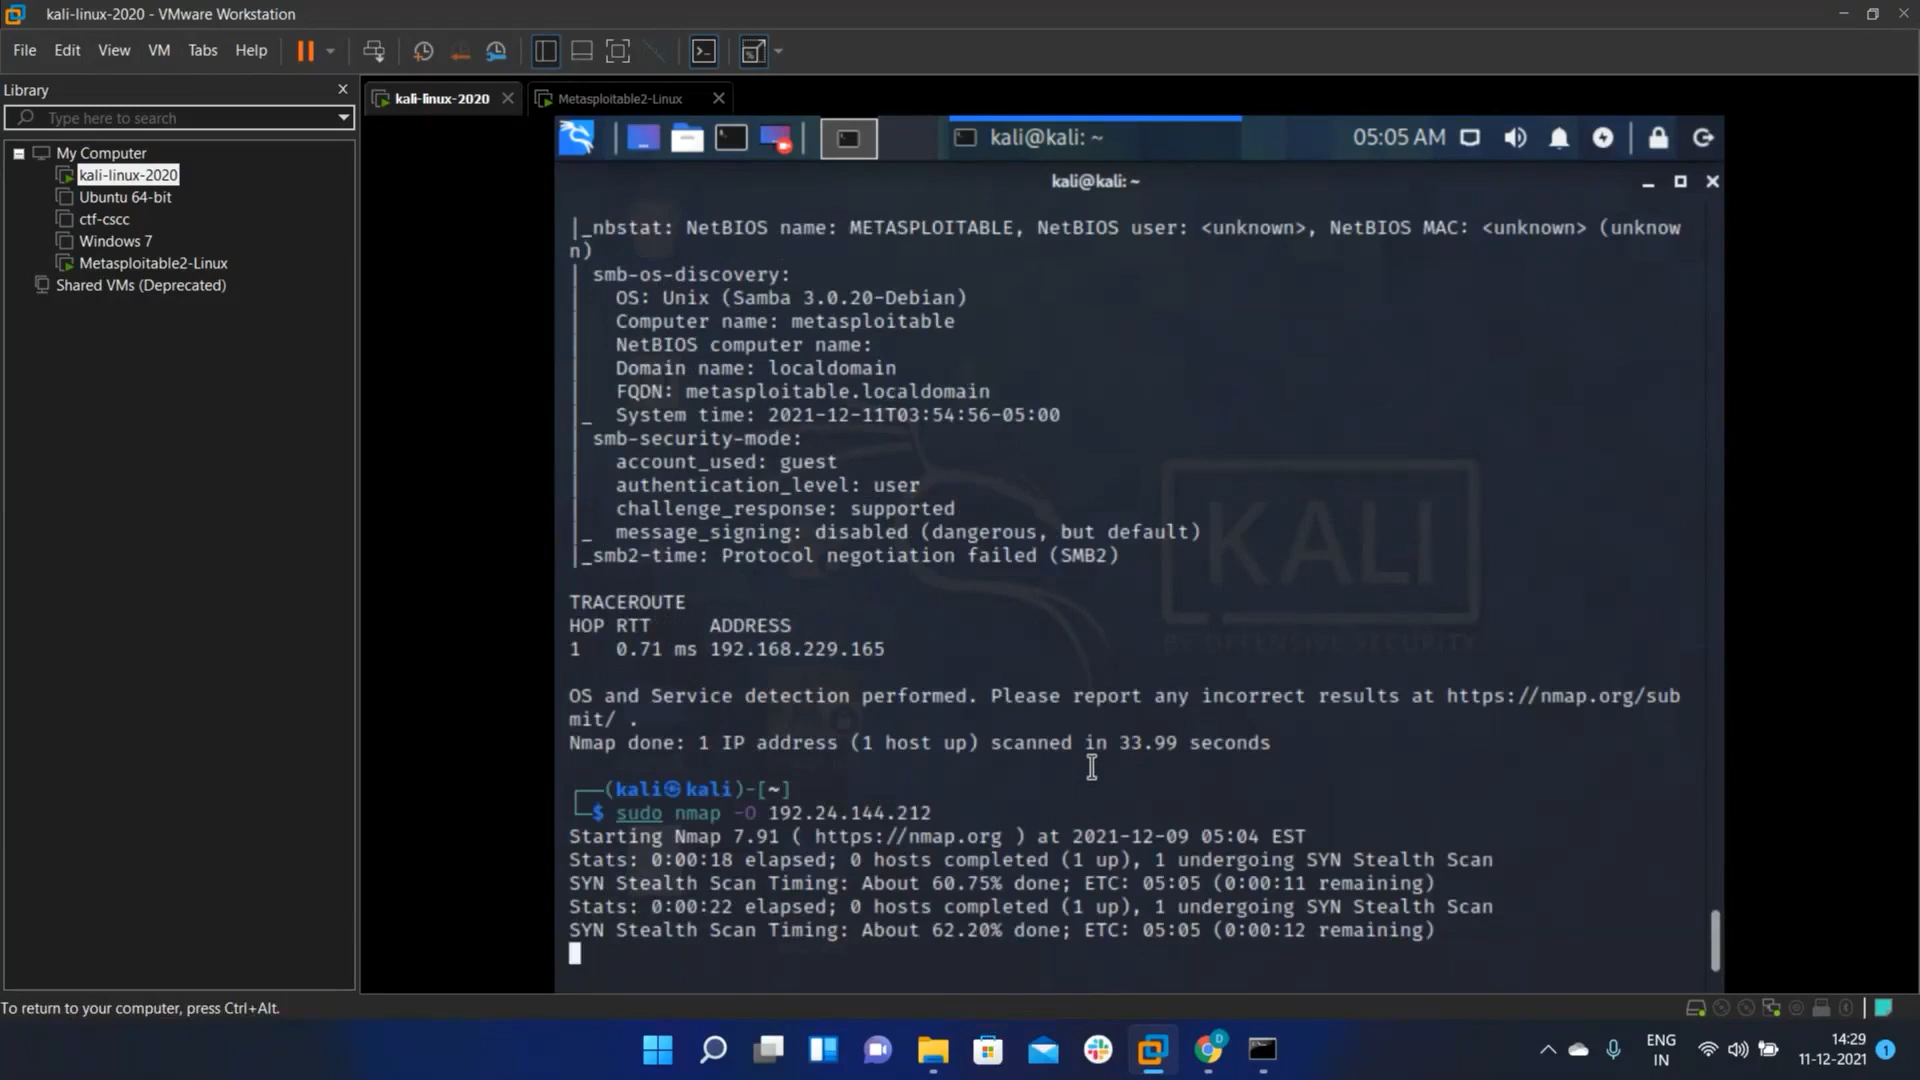 kali-linux-2020 - VMware Workstation
File Edit View VM Tabs Help
Library
Type here to search
My Computer
kali-linux-2020
Ubuntu 64-bit
ctf-cscc
Windows 7
Metasploitable2-Linux
Shared VMs (Deprecated)
kali-linux-2020 Metasploitable2-Linux
kali@kali: ~ 05:05 AM
kali@kali: ~
|_nbstat: NetBIOS name: METASPLOITABLE, NetBIOS user: <unknown>, NetBIOS MAC: <unknown> (unknow
n)
| smb-os-discovery:
|   OS: Unix (Samba 3.0.20-Debian)
|   Computer name: metasploitable
|   NetBIOS computer name:
|   Domain name: localdomain
|   FQDN: metasploitable.localdomain
|_  System time: 2021-12-11T03:54:56-05:00
| smb-security-mode:
|   account_used: guest
|   authentication_level: user
|   challenge_response: supported
|_  message_signing: disabled (dangerous, but default)
|_smb2-time: Protocol negotiation failed (SMB2)
TRACEROUTE
HOP RTT     ADDRESS
1   0.71 ms 192.168.229.165
OS and Service detection performed. Please report any incorrect results at https://nmap.org/sub
mit/ .
Nmap done: 1 IP address (1 host up) scanned in 33.99 seconds
┌──(kali㉿kali)-[~]
└─$ sudo nmap -O 192.24.144.212
Starting Nmap 7.91 ( https://nmap.org ) at 2021-12-09 05:04 EST
Stats: 0:00:18 elapsed; 0 hosts completed (1 up), 1 undergoing SYN Stealth Scan
SYN Stealth Scan Timing: About 60.75% done; ETC: 05:05 (0:00:11 remaining)
Stats: 0:00:22 elapsed; 0 hosts completed (1 up), 1 undergoing SYN Stealth Scan
SYN Stealth Scan Timing: About 62.20% done; ETC: 05:05 (0:00:12 remaining)
KALI
BY OFFENSIVE SECURITY
To return to your computer, press Ctrl+Alt.
ENG
IN
14:29
11-12-2021
1